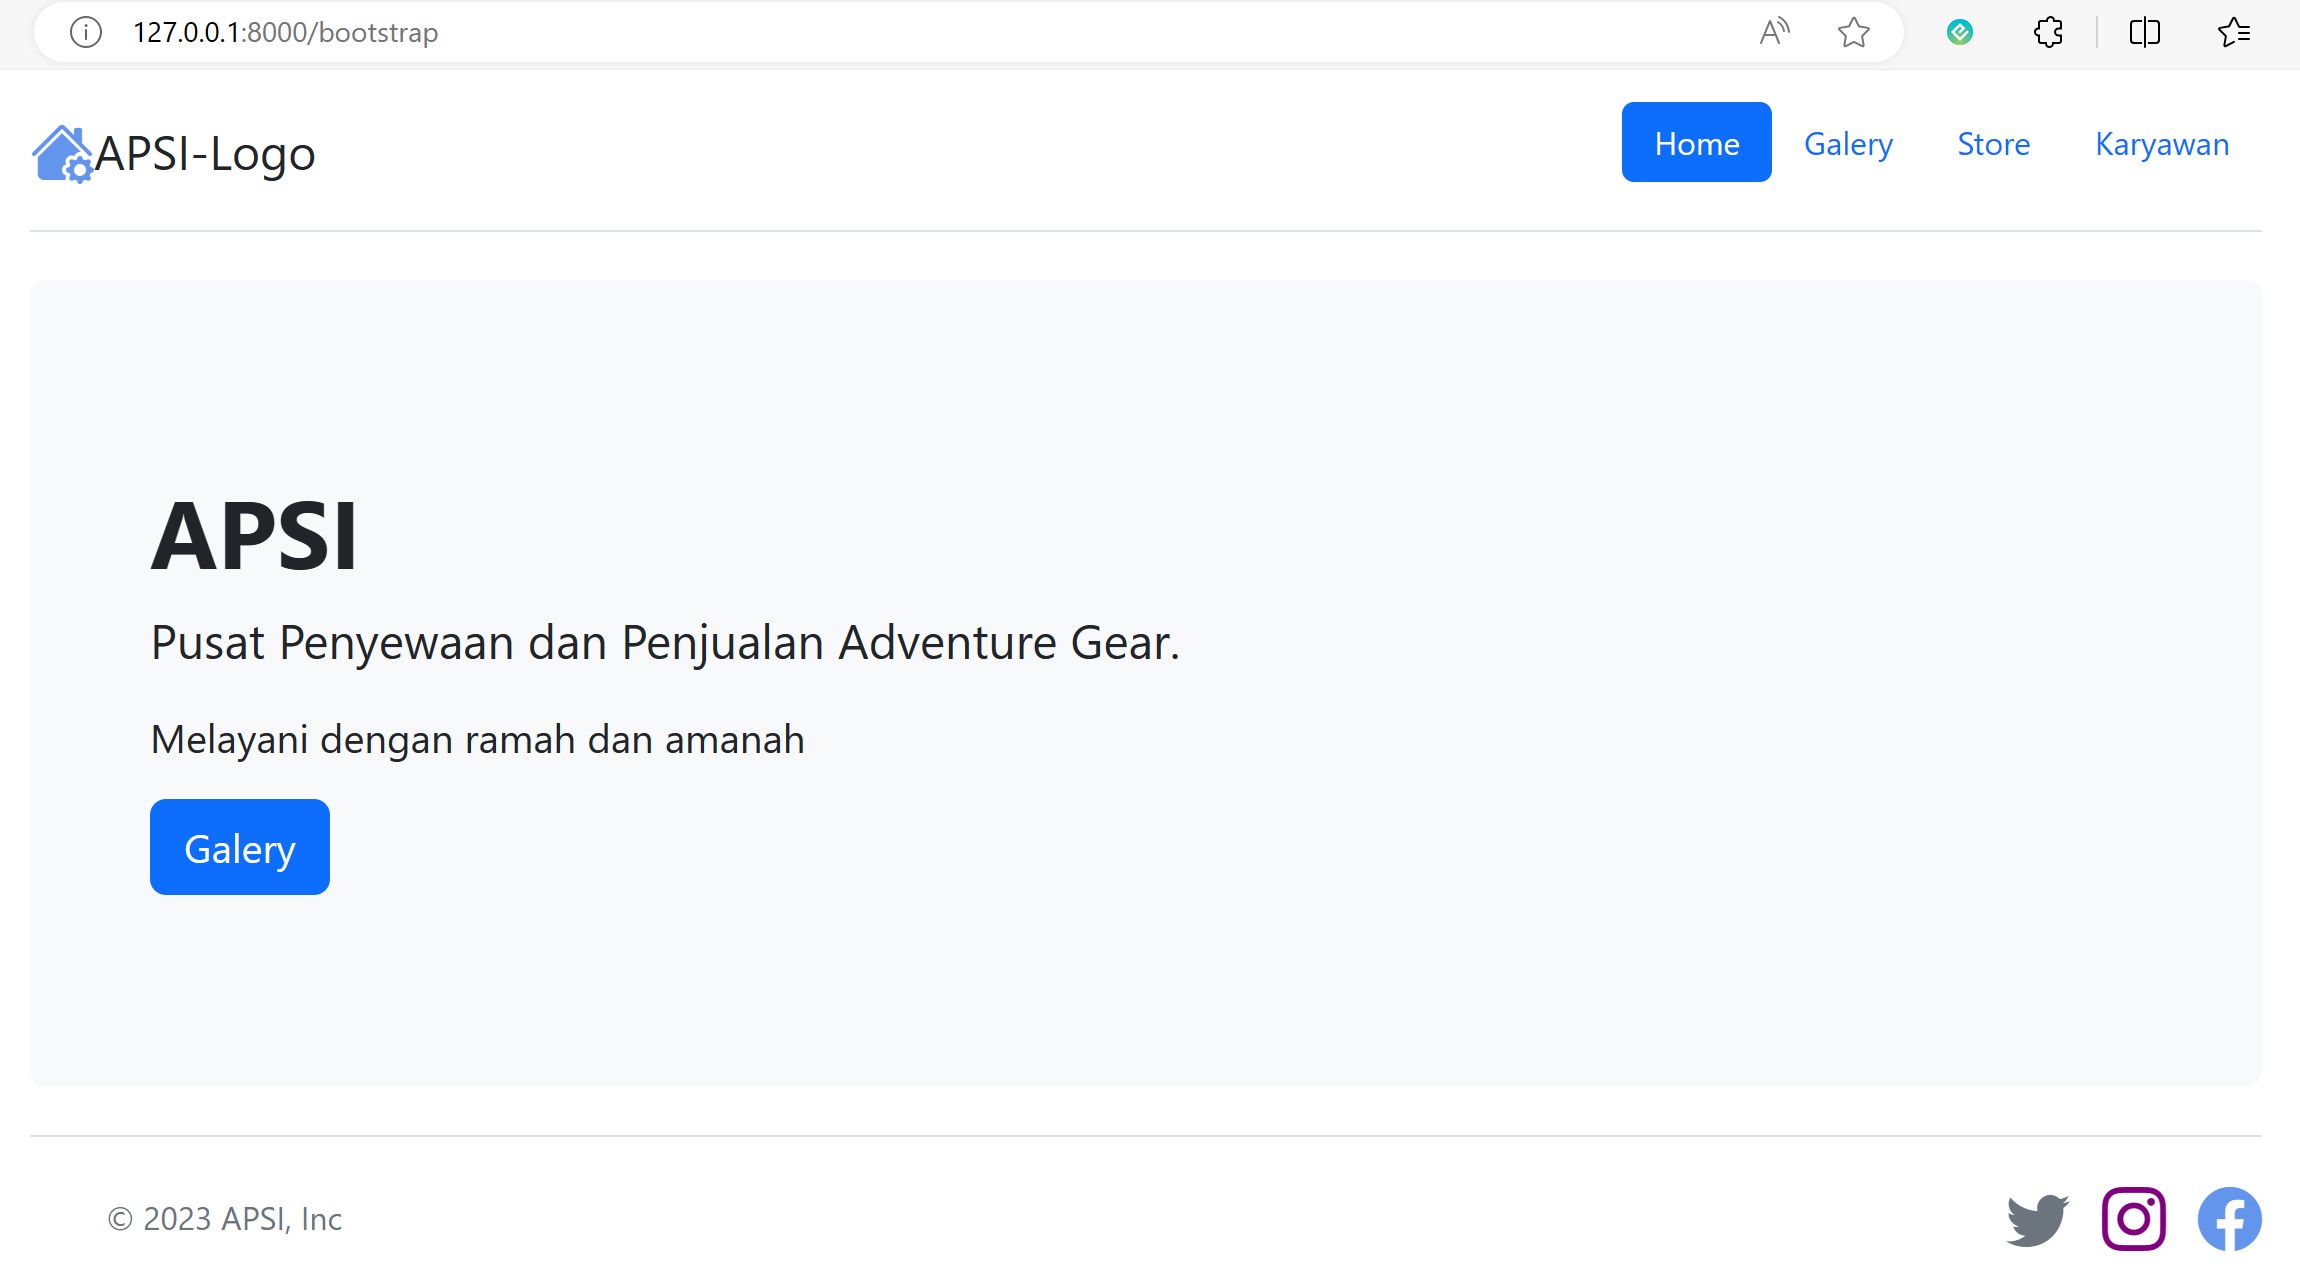 127.0.0.1:8000/bootstrap
APSI-Logo
Home Galery Store Karyawan
APSI
Pusat Penyewaan dan Penjualan Adventure Gear.
Melayani dengan ramah dan amanah
Galery
© 2023 APSI, Inc